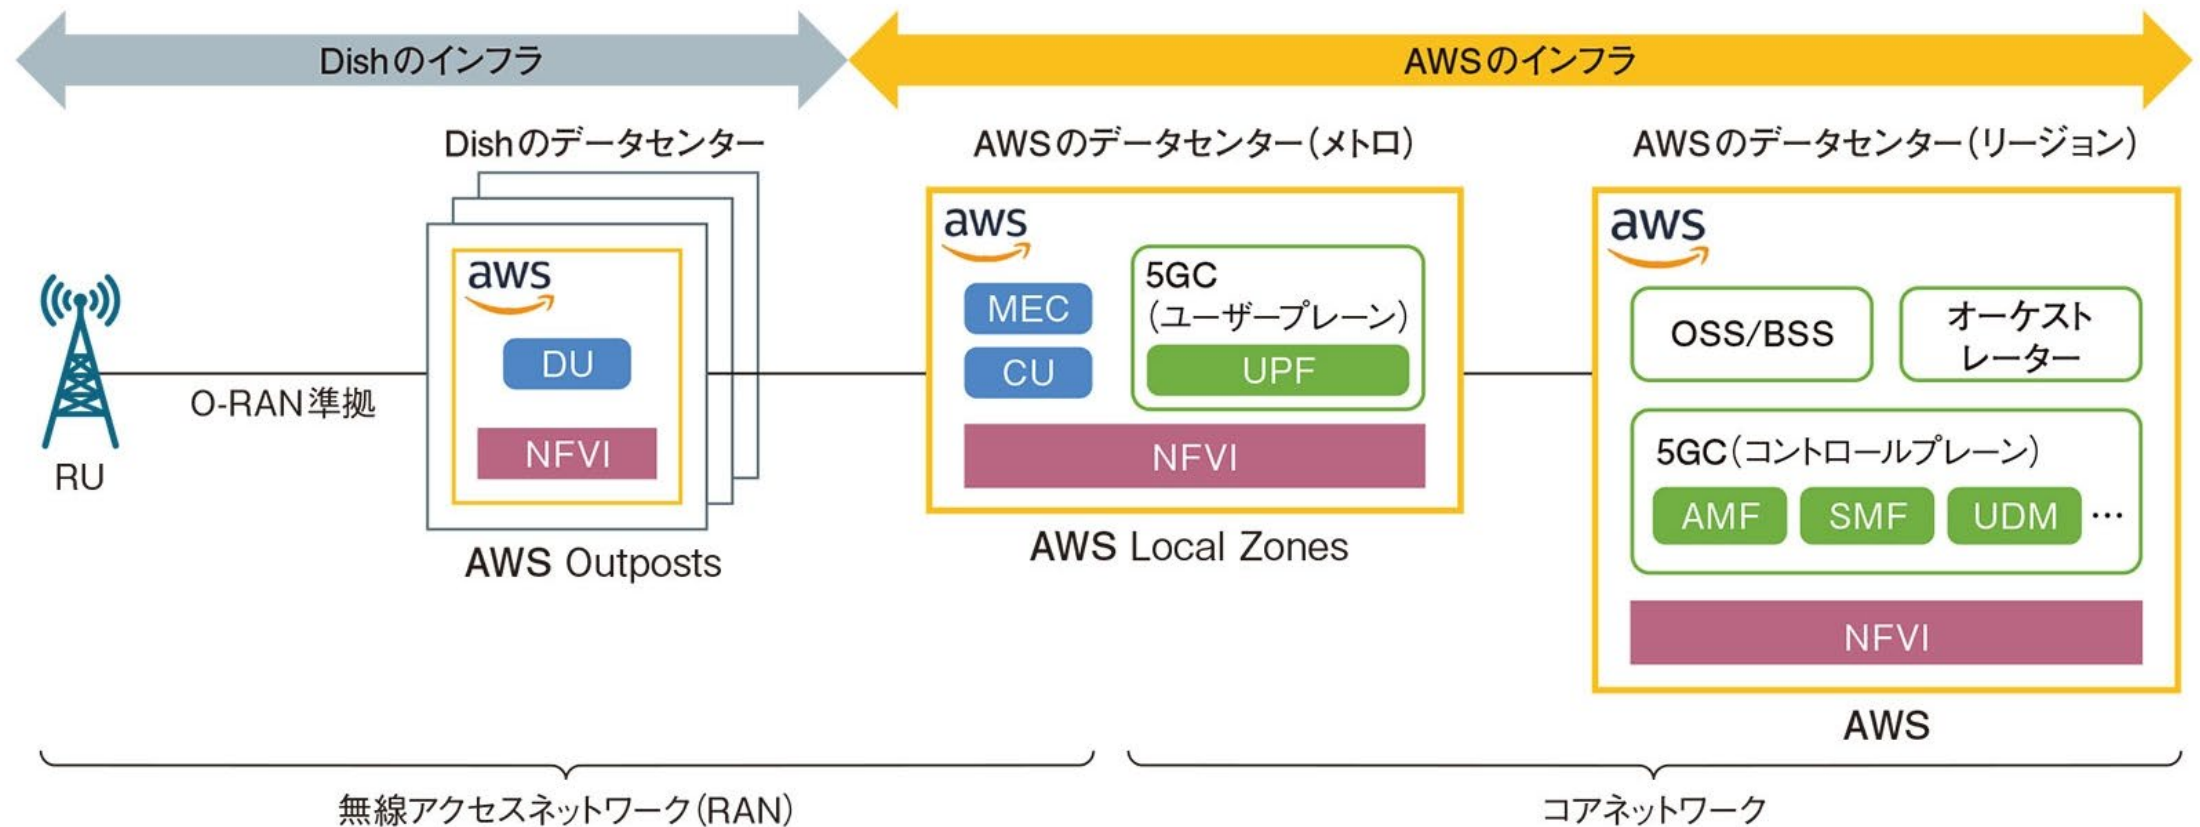 Dishのインフラ
AWSのインフラ
Dishのデータセンター
AWSのデータセンター(メトロ)
AWSのデータセンター(リージョン)
RU
O-RAN準拠
aws
DU
NFVI
AWS Outposts
aws
MEC
CU
5GC
(ユーザープレーン)
UPF
NFVI
AWS Local Zones
aws
OSS/BSS
オーケスト
レーター
5GC(コントロールプレーン)
AMF
SMF
UDM
…
NFVI
AWS
無線アクセスネットワーク(RAN)
コアネットワーク